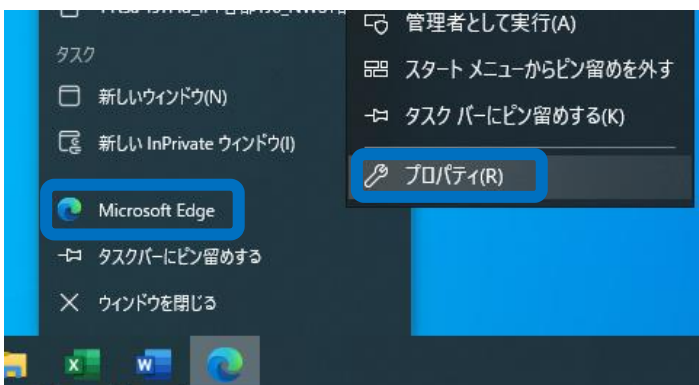 タスク
新しいウィンドウ(N)
新しい InPrivate ウィンドウ(I)
Microsoft Edge
タスクバーにピン留めする
ウィンドウを閉じる
管理者として実行(A)
スタート メニューからピン留めを外す
タスク バーにピン留めする(K)
プロパティ(R)